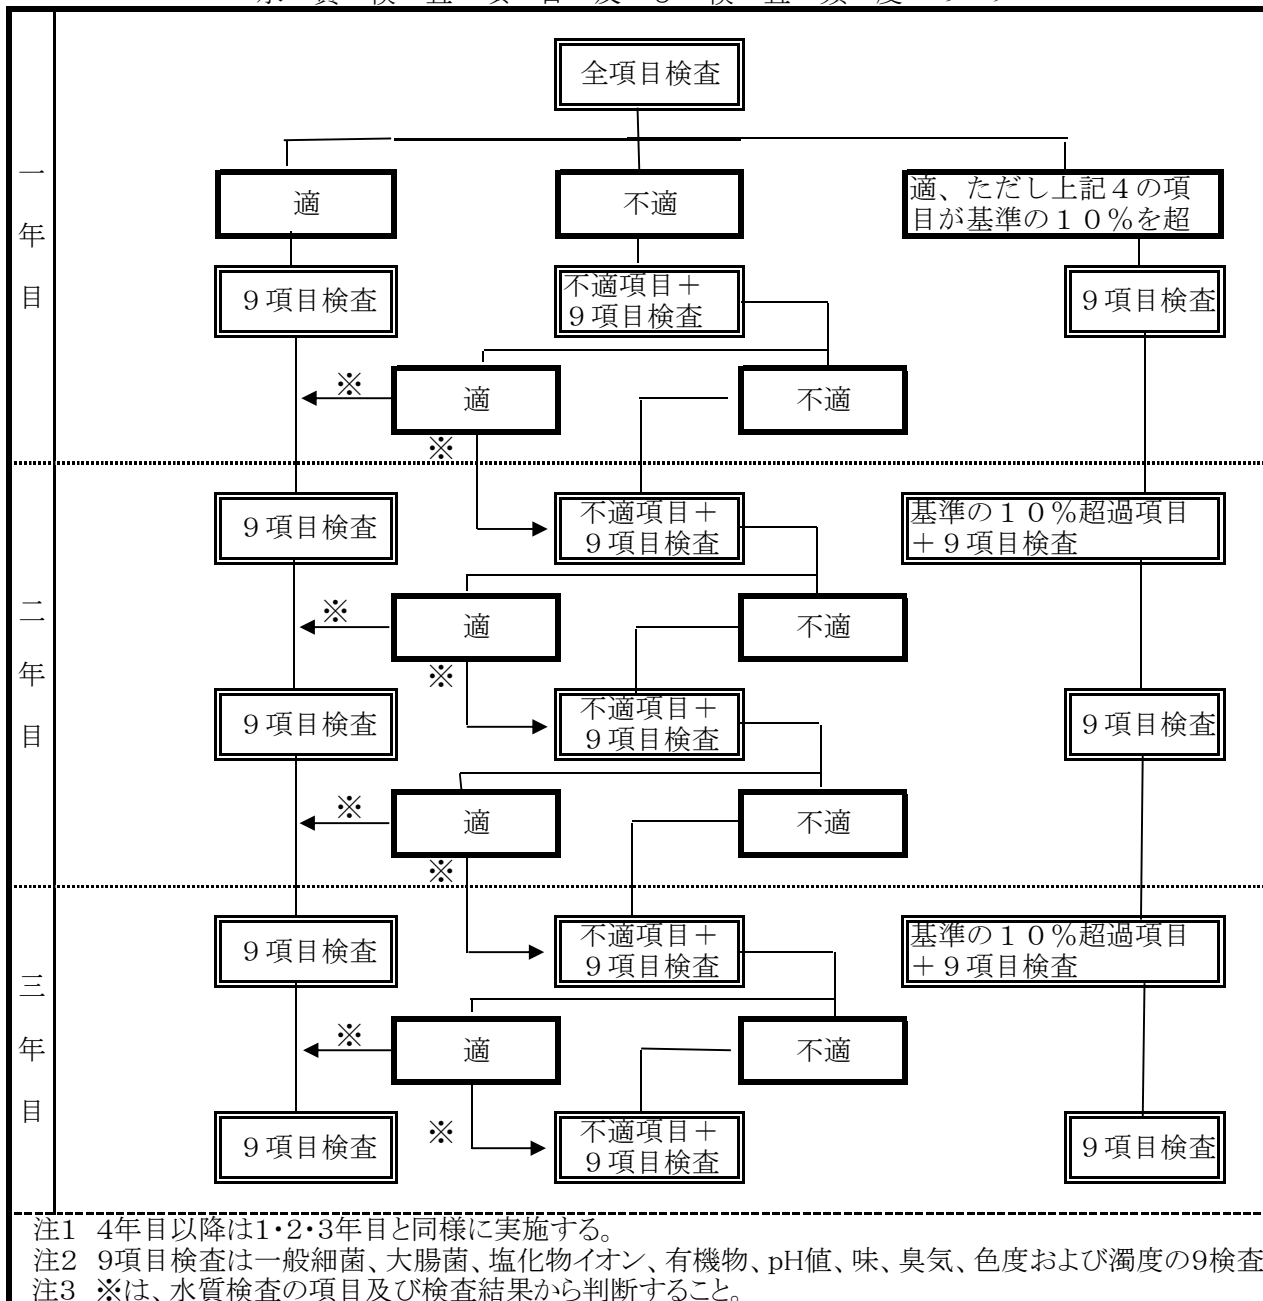 全項目検査
適
不適
適、ただし上記４の項
目が基準の１０％を超
一年目
９項目検査
不適項目＋
９項目検査
９項目検査
※
適
不適
※
９項目検査
不適項目＋
９項目検査
基準の１０％超過項目
＋９項目検査
二年目
※
適
不適
※
９項目検査
不適項目＋
９項目検査
９項目検査
※
適
不適
※
９項目検査
不適項目＋
９項目検査
基準の１０％超過項目
＋９項目検査
三年目
※
適
不適
９項目検査
※
不適項目＋
９項目検査
９項目検査
注1　4年目以降は1・2・3年目と同様に実施する。
注2　9項目検査は一般細菌、大腸菌、塩化物イオン、有機物、pH値、味、臭気、色度および濁度の9検査
注3　※は、水質検査の項目及び検査結果から判断すること。